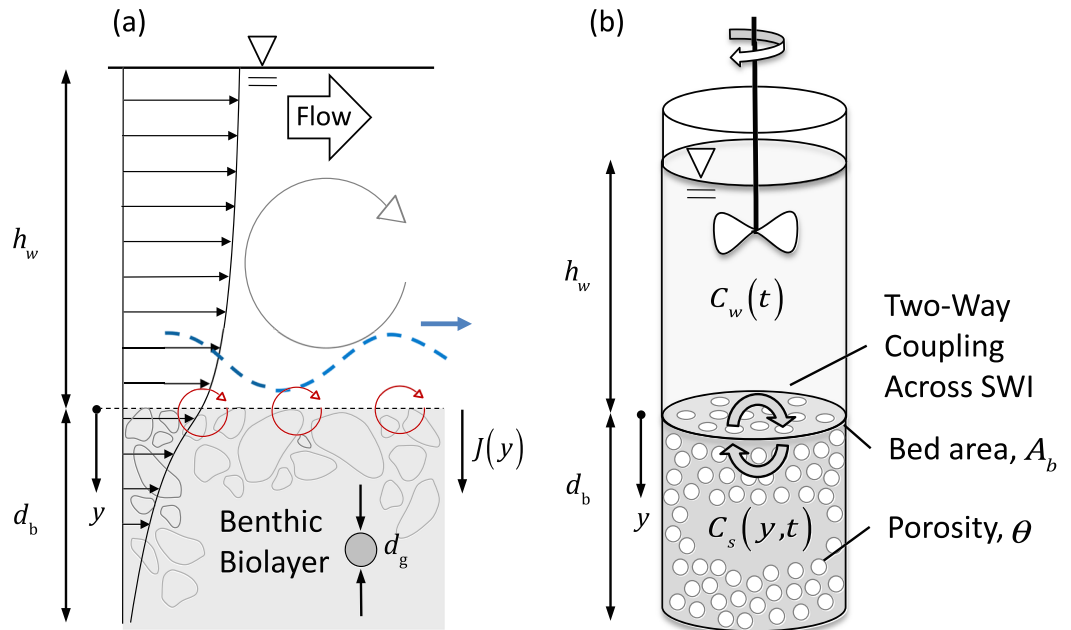 (a)
Flow
h_w
J(y)
y
d_b
Benthic
Biolayer
d_g
(b)
h_w
C_w(t)
Two-Way
Coupling
Across SWI
Bed area, A_b
d_b
y
C_s(y,t)
Porosity, θ